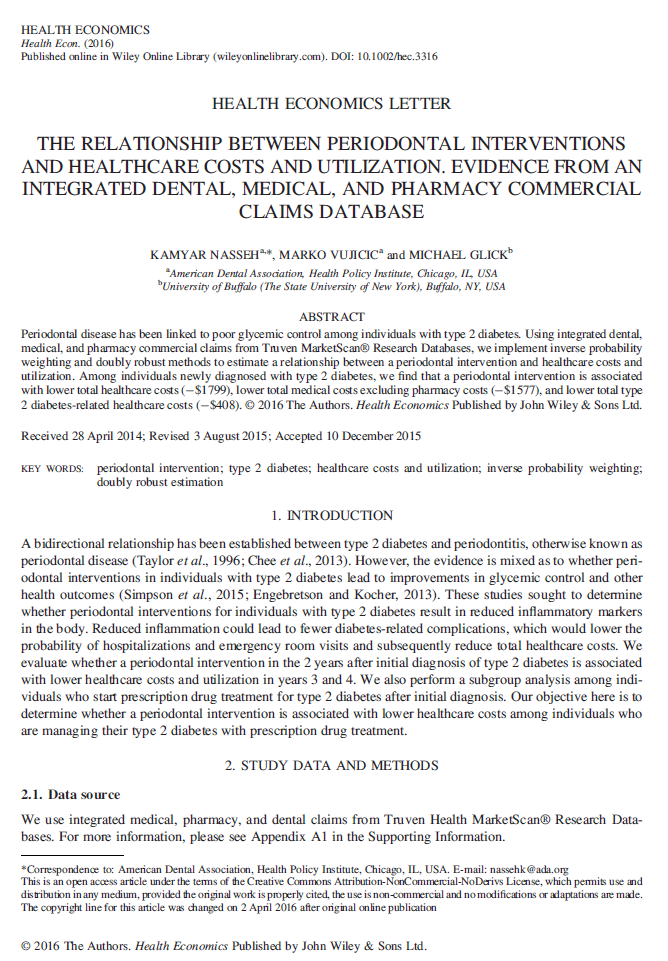 HEALTH ECONOMICS
Health Econ. (2016)
Published online in Wiley Online Library (wileyonlinelibrary.com). DOI: 10.1002/hec.3316
HEALTH ECONOMICS LETTER
THE RELATIONSHIP BETWEEN PERIODONTAL INTERVENTIONS
AND HEALTHCARE COSTS AND UTILIZATION. EVIDENCE FROM AN
INTEGRATED DENTAL, MEDICAL, AND PHARMACY COMMERCIAL
CLAIMS DATABASE
KAMYAR NASSEHa,*, MARKO VUJICICa and MICHAEL GLICKb
aAmerican Dental Association, Health Policy Institute, Chicago, IL, USA
bUniversity of Buffalo (The State University of New York), Buffalo, NY, USA
ABSTRACT
Periodontal disease has been linked to poor glycemic control among individuals with type 2 diabetes. Using integrated dental,
medical, and pharmacy commercial claims from Truven MarketScan® Research Databases, we implement inverse probability
weighting and doubly robust methods to estimate a relationship between a periodontal intervention and healthcare costs and
utilization. Among individuals newly diagnosed with type 2 diabetes, we find that a periodontal intervention is associated
with lower total healthcare costs (−$1799), lower total medical costs excluding pharmacy costs (−$1577), and lower total type
2 diabetes-related healthcare costs (−$408). © 2016 The Authors. Health Economics Published by John Wiley & Sons Ltd.
Received 28 April 2014; Revised 3 August 2015; Accepted 10 December 2015
KEY WORDS: periodontal intervention; type 2 diabetes; healthcare costs and utilization; inverse probability weighting;
doubly robust estimation
1. INTRODUCTION
A bidirectional relationship has been established between type 2 diabetes and periodontitis, otherwise known as
periodontal disease (Taylor et al., 1996; Chee et al., 2013). However, the evidence is mixed as to whether peri-
odontal interventions in individuals with type 2 diabetes lead to improvements in glycemic control and other
health outcomes (Simpson et al., 2015; Engebretson and Kocher, 2013). These studies sought to determine
whether periodontal interventions for individuals with type 2 diabetes result in reduced inflammatory markers
in the body. Reduced inflammation could lead to fewer diabetes-related complications, which would lower the
probability of hospitalizations and emergency room visits and subsequently reduce total healthcare costs. We
evaluate whether a periodontal intervention in the 2 years after initial diagnosis of type 2 diabetes is associated
with lower healthcare costs and utilization in years 3 and 4. We also perform a subgroup analysis among indi-
viduals who start prescription drug treatment for type 2 diabetes after initial diagnosis. Our objective here is to
determine whether a periodontal intervention is associated with lower healthcare costs among individuals who
are managing their type 2 diabetes with prescription drug treatment.
2. STUDY DATA AND METHODS
2.1. Data source
We use integrated medical, pharmacy, and dental claims from Truven Health MarketScan® Research Data-
bases. For more information, please see Appendix A1 in the Supporting Information.
*Correspondence to: American Dental Association, Health Policy Institute, Chicago, IL, USA. E-mail: nassehk@ada.org
This is an open access article under the terms of the Creative Commons Attribution-NonCommercial-NoDerivs License, which permits use and
distribution in any medium, provided the original work is properly cited, the use is non-commercial and no modifications or adaptations are made.
The copyright line for this article was changed on 2 April 2016 after original online publication
© 2016 The Authors. Health Economics Published by John Wiley & Sons Ltd.